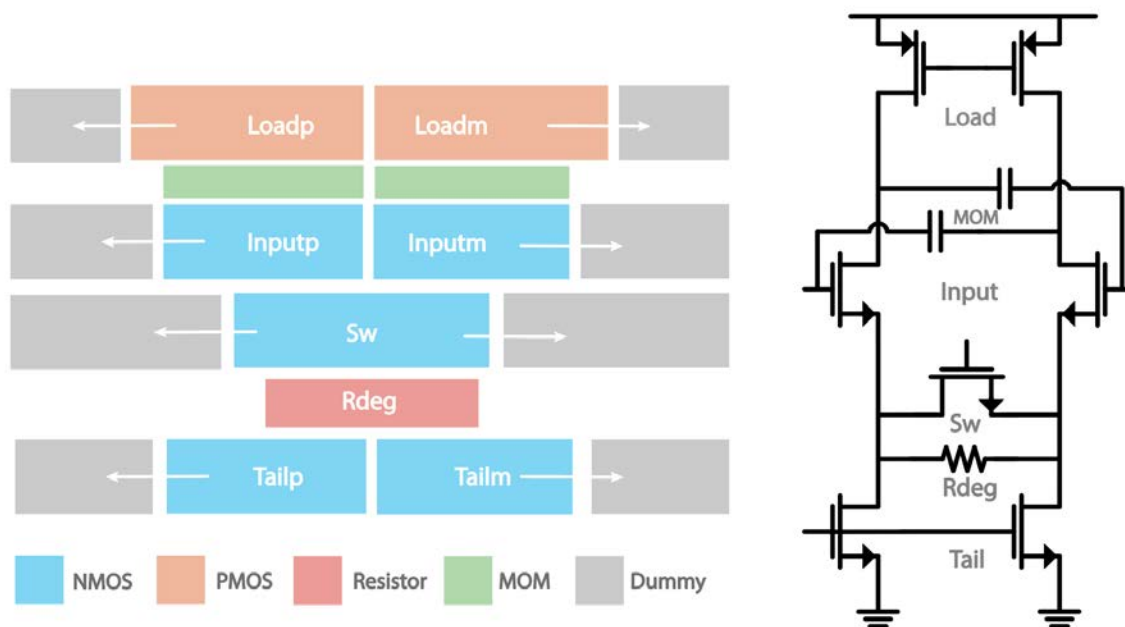 Loadp Loadm
Inputp Inputm
Sw
Rdeg
Tailp Tailm
NMOS PMOS Resistor MOM Dummy
Load
MOM
Input
Sw
Rdeg
Tail